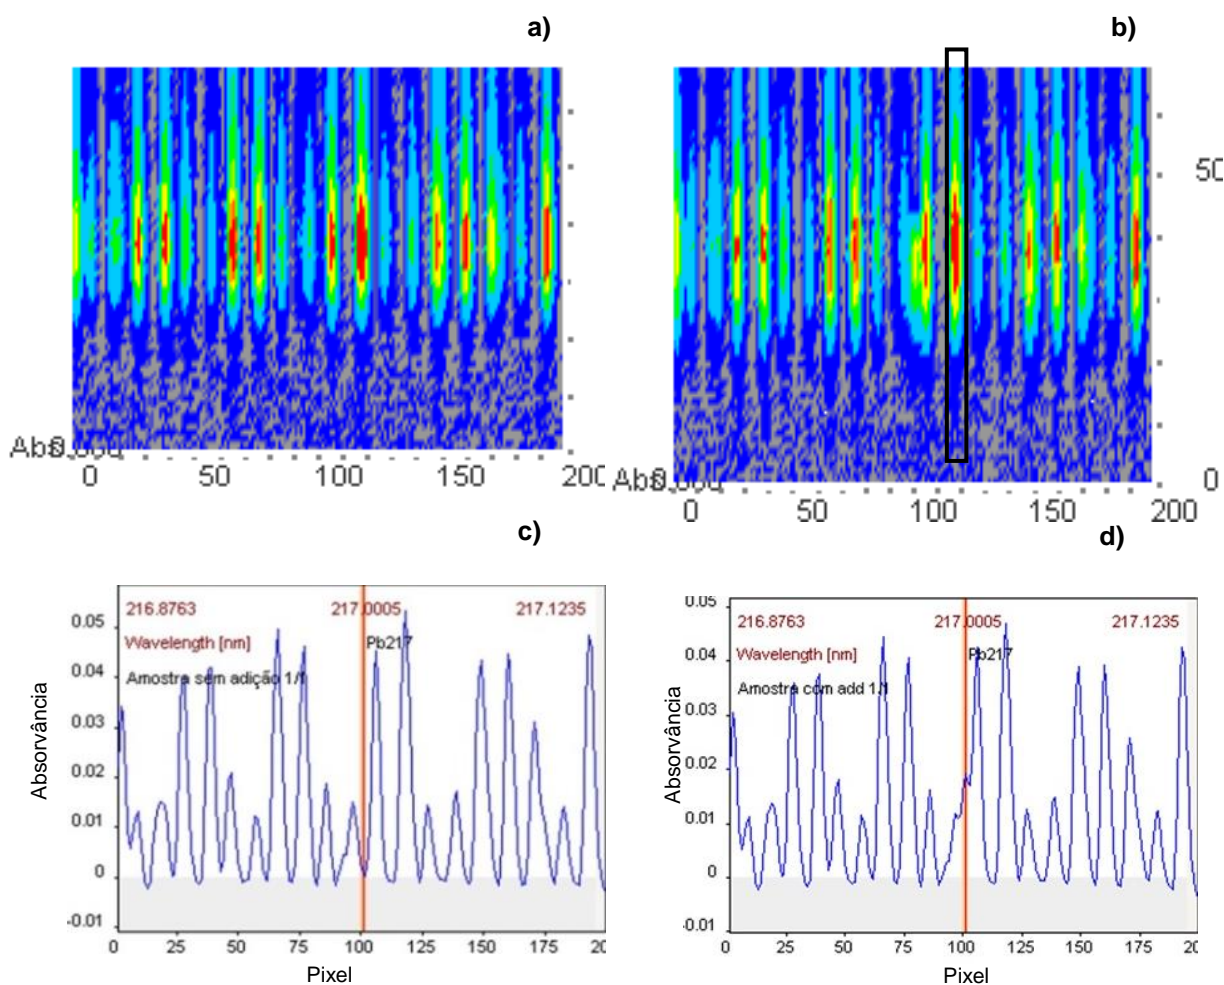 a)
b)
50
0
Abs
0 50 100 150 200
Abs
0 50 100 150 200
c)
d)
Absorvância
0.05
0.04
0.03
0.02
0.01
0
-0.01
216.8763 217.0005 217.1235
Wavelength [nm]
Pb217
Amostra sem adição 1/1
0 25 50 75 100 125 150 175 20
Pixel
Absorvância
0.05
0.04
0.03
0.02
0.01
0
-0.01
216.8763 217.0005 217.1235
Wavelength [nm]
Pb217
Amostra com add 1/1
0 25 50 75 100 125 150 175 20
Pixel